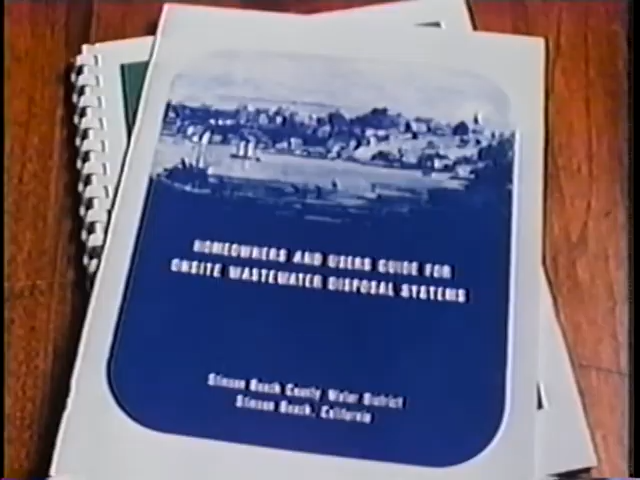 HOMEOWNERS AND USERS GUIDE FOR
ONSITE WASTEWATER DISPOSAL SYSTEMS
Stinson Beach County Water District
Stinson Beach, California